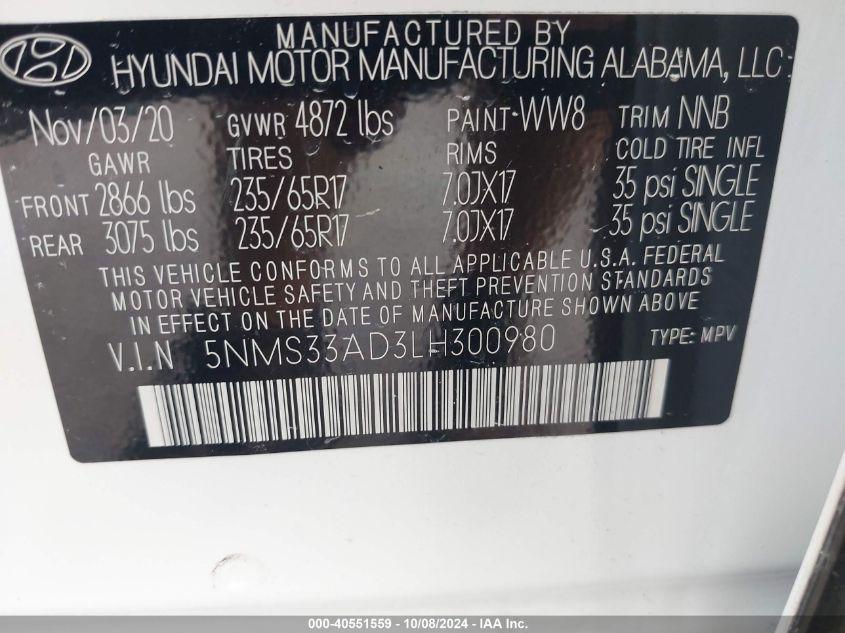 MANUFACTURED BY
HYUNDAI MOTOR MANUFACTURING ALABAMA, LLC.
Nov/03/20 GVWR 4872 lbs PAINT-WW8 TRIM NNB
GAWR TIRES RIMS COLD TIRE INFL
FRONT 2866 lbs 235/65R17 7.0JX17 35 psi SINGLE
REAR 3075 lbs 235/65R17 7.0JX17 35 psi SINGLE
THIS VEHICLE CONFORMS TO ALL APPLICABLE U.S.A. FEDERAL
MOTOR VEHICLE SAFETY AND THEFT PREVENTION STANDARDS
IN EFFECT ON THE DATE OF MANUFACTURE SHOWN ABOVE
V.I.N 5NMS33AD3LH300980 TYPE: MPV
000-40551559 - 10/08/2024 - IAA Inc.